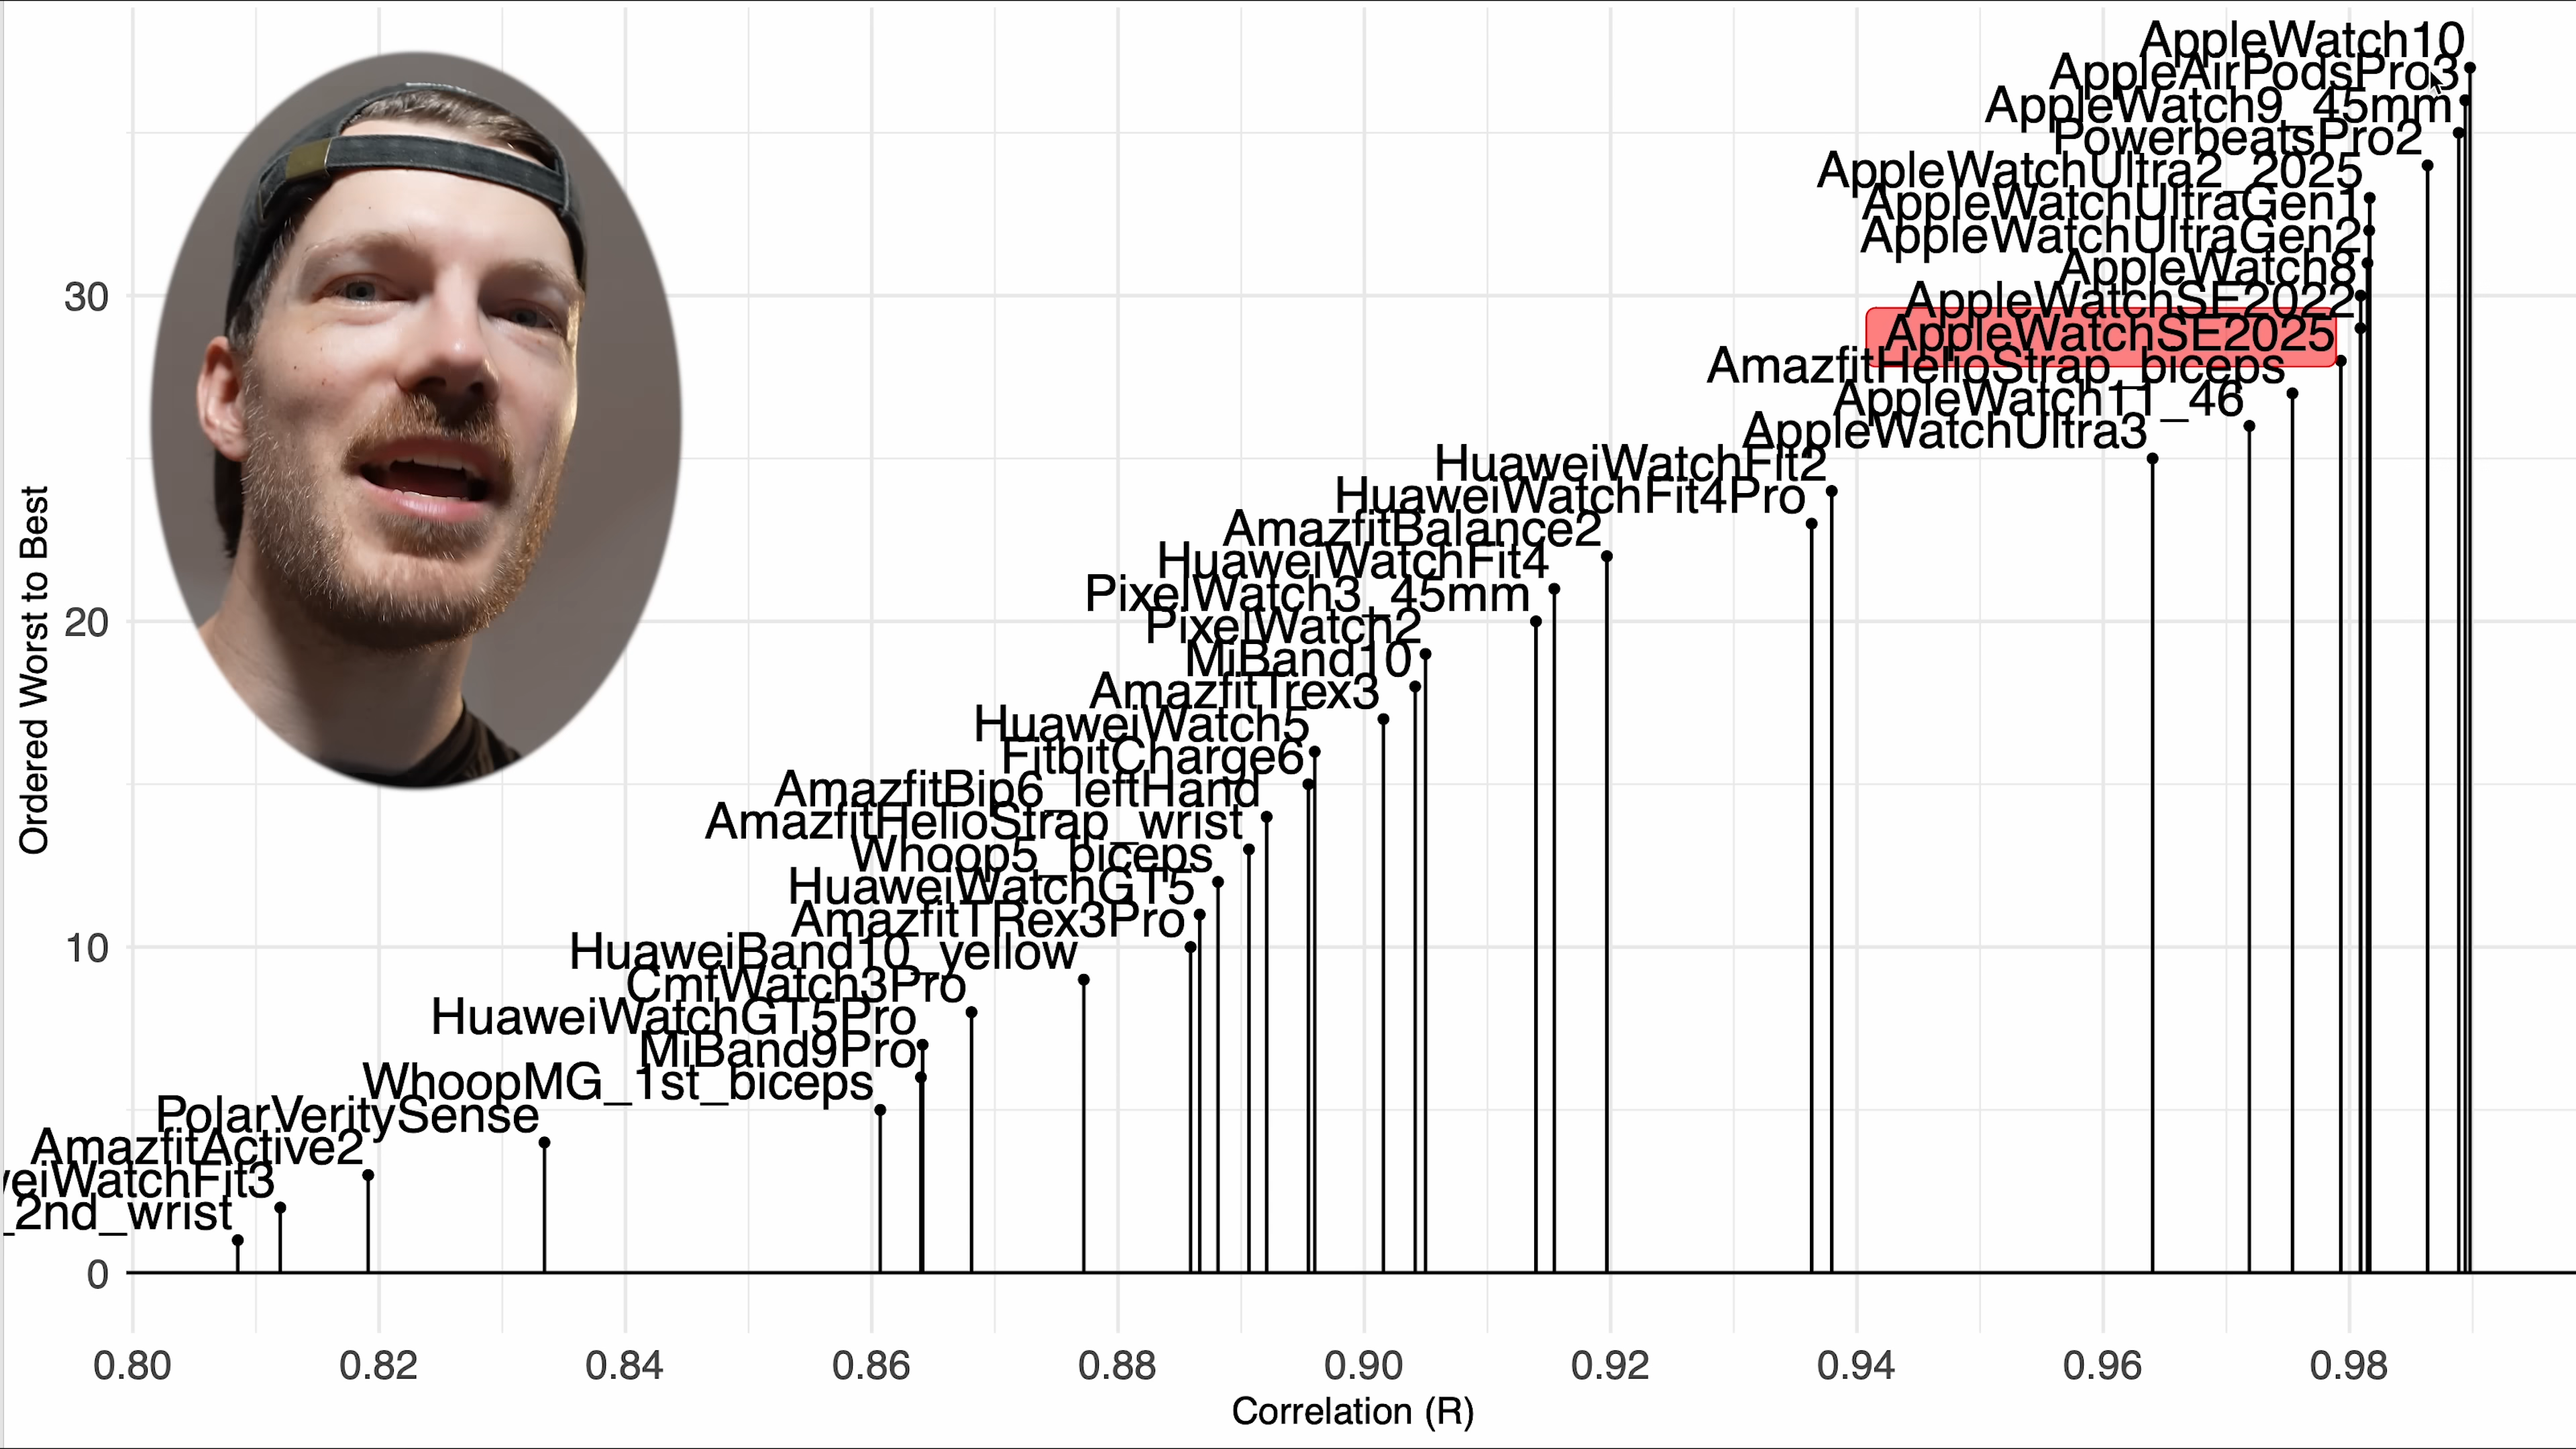 AppleWatch10
AppleAirPodsPro3
AppleWatch9_45mm
PowerbeatsPro2
AppleWatchUltra2_2025
AppleWatchUltraGen1
AppleWatchUltraGen2
AppleWatch8
AppleWatchSE2022
AppleWatchSE2025
AmazfitHelioStrap_biceps
AppleWatch11_46
AppleWatchUltra3
HuaweiWatchFit2
HuaweiWatchFit4Pro
AmazfitBalance2
HuaweiWatchFit4
PixelWatch3_45mm
PixelWatch2
MiBand10
AmazfitTrex3
HuaweiWatch5
FitbitCharge6
AmazfitBip6_leftHand
AmazfitHelioStrap_wrist
Whoop5_biceps
HuaweiWatchGT5
AmazfitTRex3Pro
HuaweiBand10_yellow
CmfWatch3Pro
HuaweiWatchGT5Pro
MiBand9Pro
WhoopMG_1st_biceps
PolarVeritySense
AmazfitActive2
eiWatchFit3
_2nd_wrist
30
20
10
0
Ordered Worst to Best
0.80 0.82 0.84 0.86 0.88 0.90 0.92 0.94 0.96 0.98
Correlation (R)